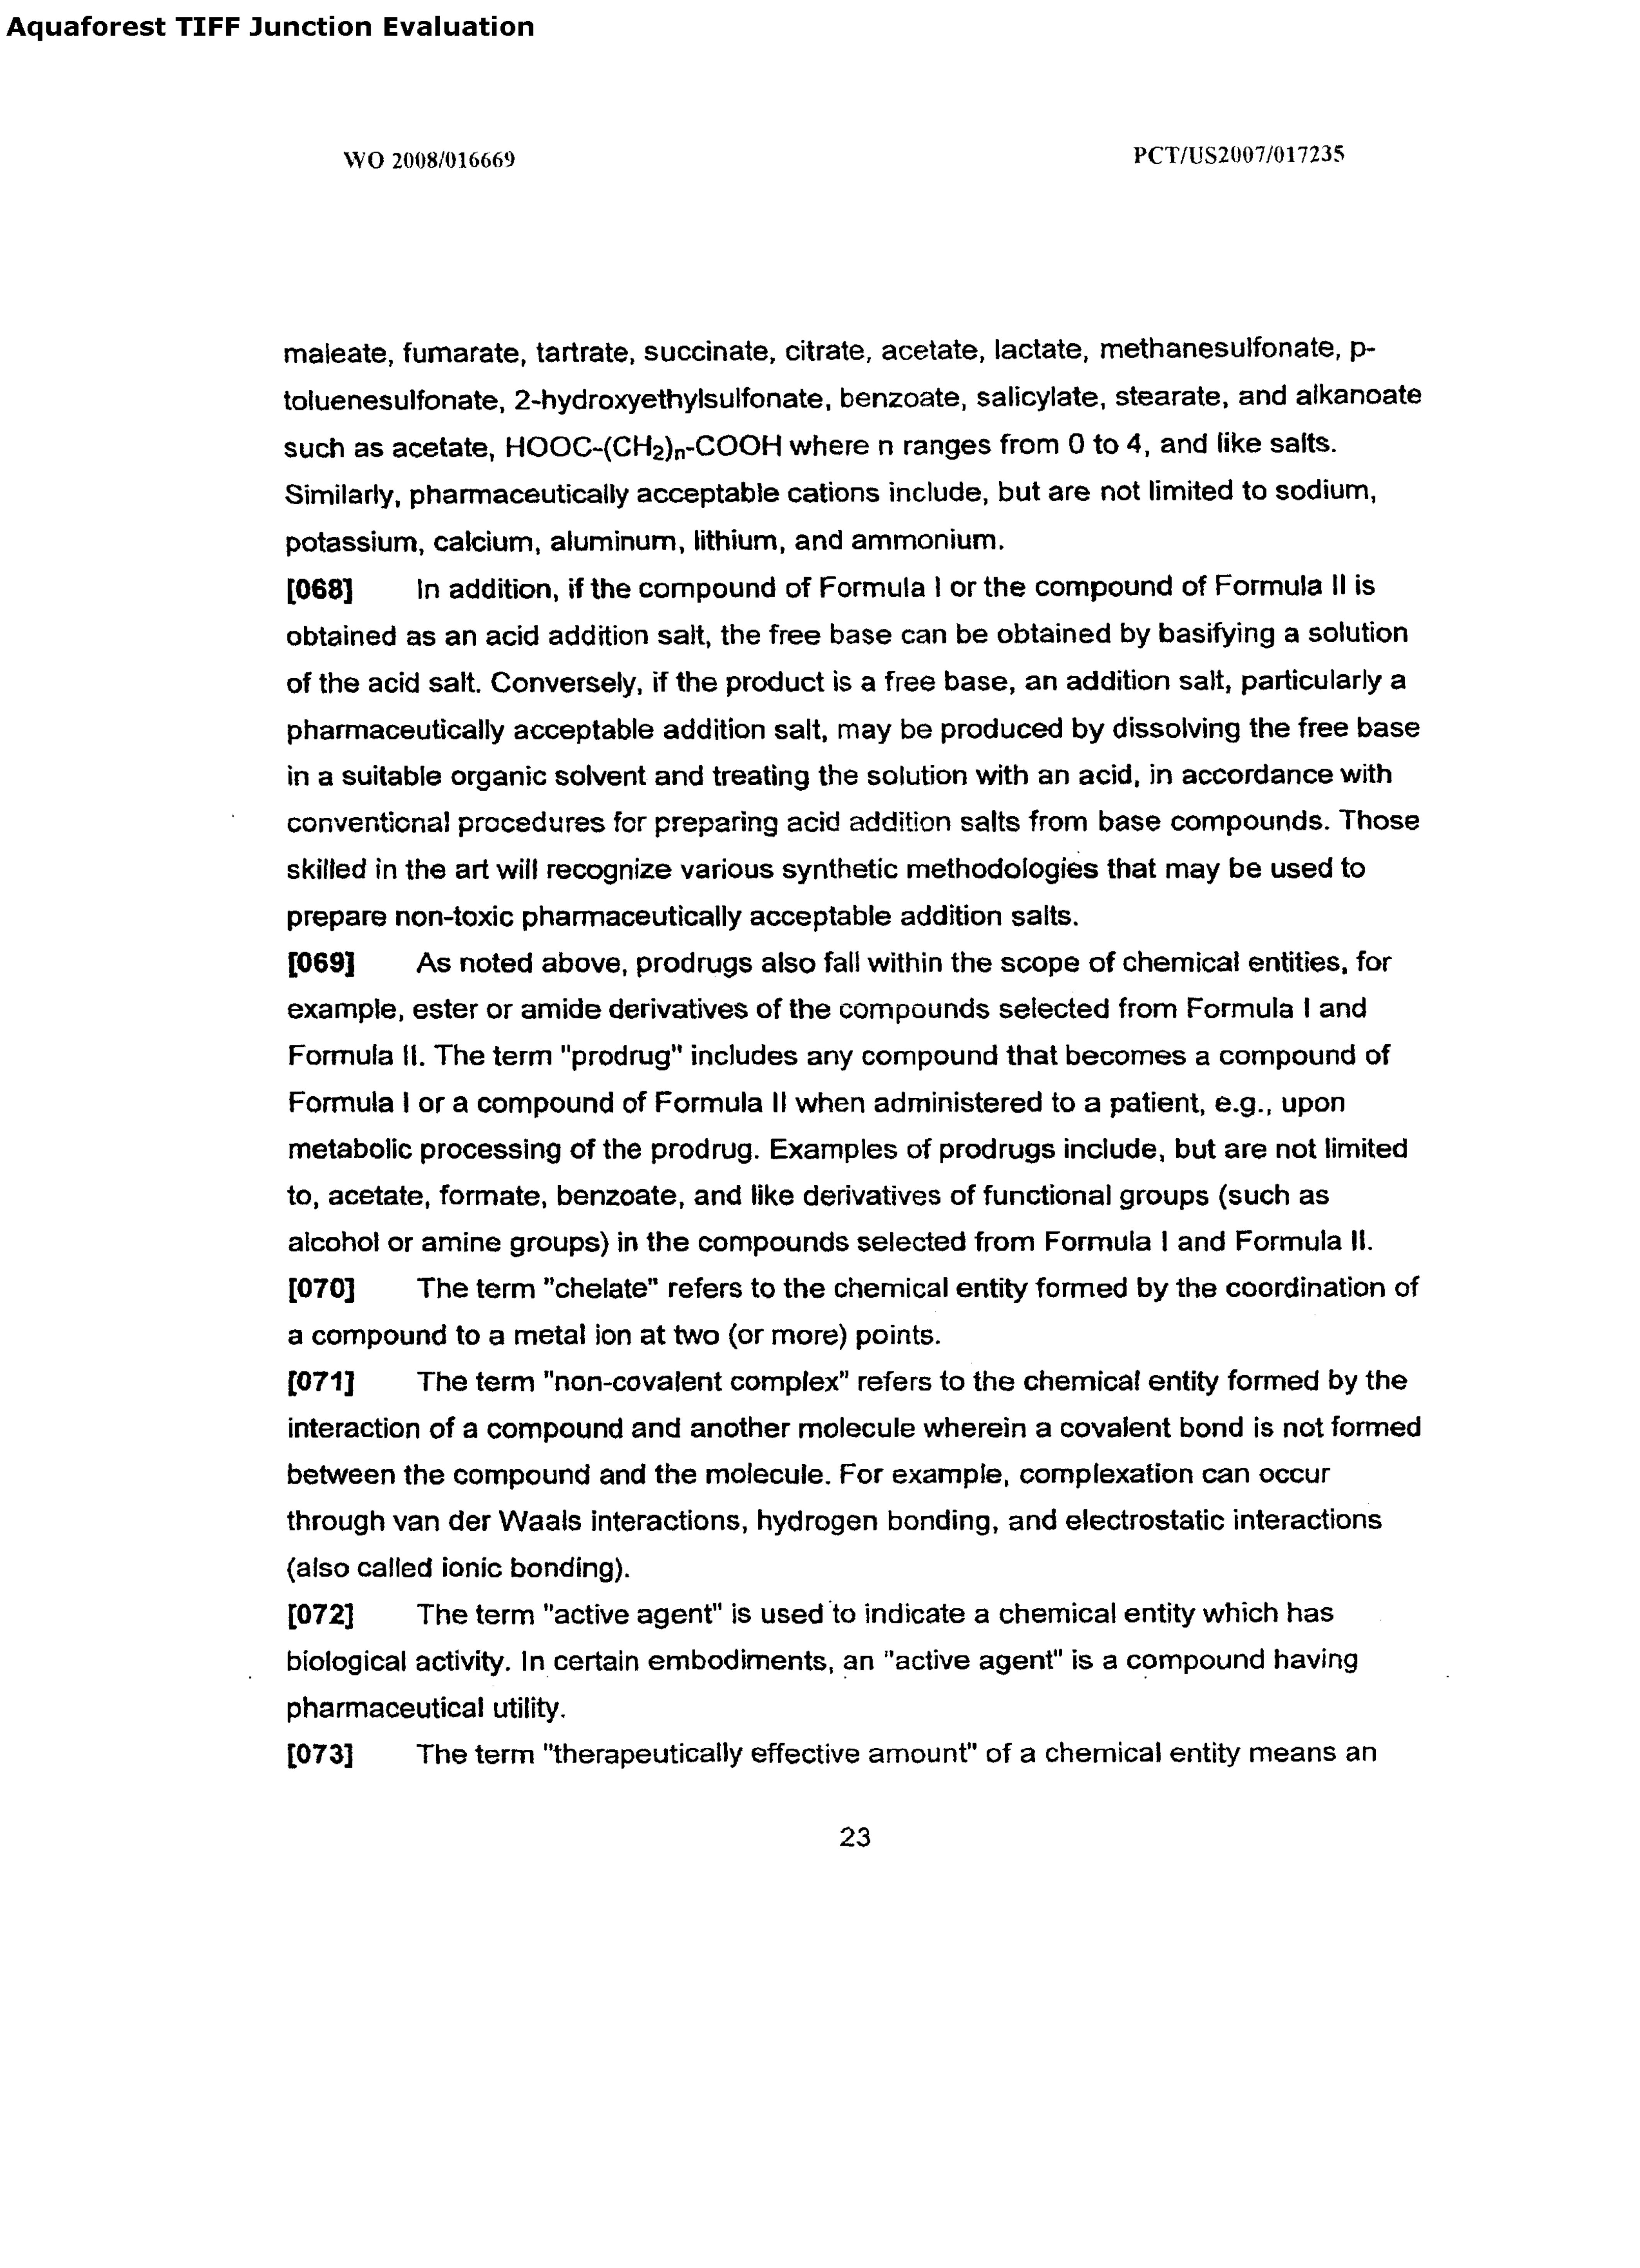 Aquaforest TIFF Junction Evaluation
WO 2008/016669
PCT/US2007/017235
maleate, fumarate, tartrate, succinate, citrate, acetate, lactate, methanesulfonate, p-
toluenesulfonate, 2-hydroxyethylsulfonate, benzoate, salicylate, stearate, and alkanoate
such as acetate, HOOC-(CH₂)ₙ-COOH where n ranges from 0 to 4, and like salts.
Similarly, pharmaceutically acceptable cations include, but are not limited to sodium,
potassium, calcium, aluminum, lithium, and ammonium.
[068] In addition, if the compound of Formula I or the compound of Formula II is
obtained as an acid addition salt, the free base can be obtained by basifying a solution
of the acid salt. Conversely, if the product is a free base, an addition salt, particularly a
pharmaceutically acceptable addition salt, may be produced by dissolving the free base
in a suitable organic solvent and treating the solution with an acid, in accordance with
conventional procedures for preparing acid addition salts from base compounds. Those
skilled in the art will recognize various synthetic methodologies that may be used to
prepare non-toxic pharmaceutically acceptable addition salts.
[069] As noted above, prodrugs also fall within the scope of chemical entities, for
example, ester or amide derivatives of the compounds selected from Formula I and
Formula II. The term "prodrug" includes any compound that becomes a compound of
Formula I or a compound of Formula II when administered to a patient, e.g., upon
metabolic processing of the prodrug. Examples of prodrugs include, but are not limited
to, acetate, formate, benzoate, and like derivatives of functional groups (such as
alcohol or amine groups) in the compounds selected from Formula I and Formula II.
[070] The term "chelate" refers to the chemical entity formed by the coordination of
a compound to a metal ion at two (or more) points.
[071] The term "non-covalent complex" refers to the chemical entity formed by the
interaction of a compound and another molecule wherein a covalent bond is not formed
between the compound and the molecule. For example, complexation can occur
through van der Waals interactions, hydrogen bonding, and electrostatic interactions
(also called ionic bonding).
[072] The term "active agent" is used to indicate a chemical entity which has
biological activity. In certain embodiments, an "active agent" is a compound having
pharmaceutical utility.
[073] The term "therapeutically effective amount" of a chemical entity means an
23